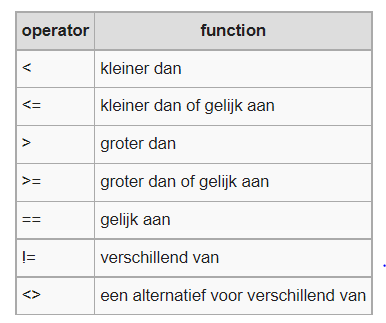 operator function
< kleiner dan
<= kleiner dan of gelijk aan
> groter dan
>= groter dan of gelijk aan
== gelijk aan
!= verschillend van
<> een alternatief voor verschillend van
.